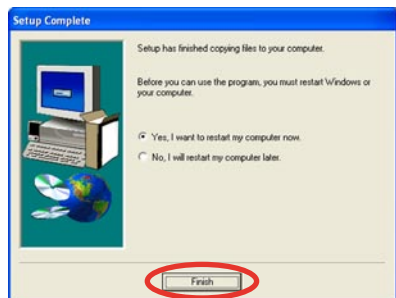 Setup Complete
Setup has finished copying files to your computer.
Before you can use the program, you must restart Windows or
your computer.
Yes, I want to restart my computer now.
No, I will restart my computer later.
Finish